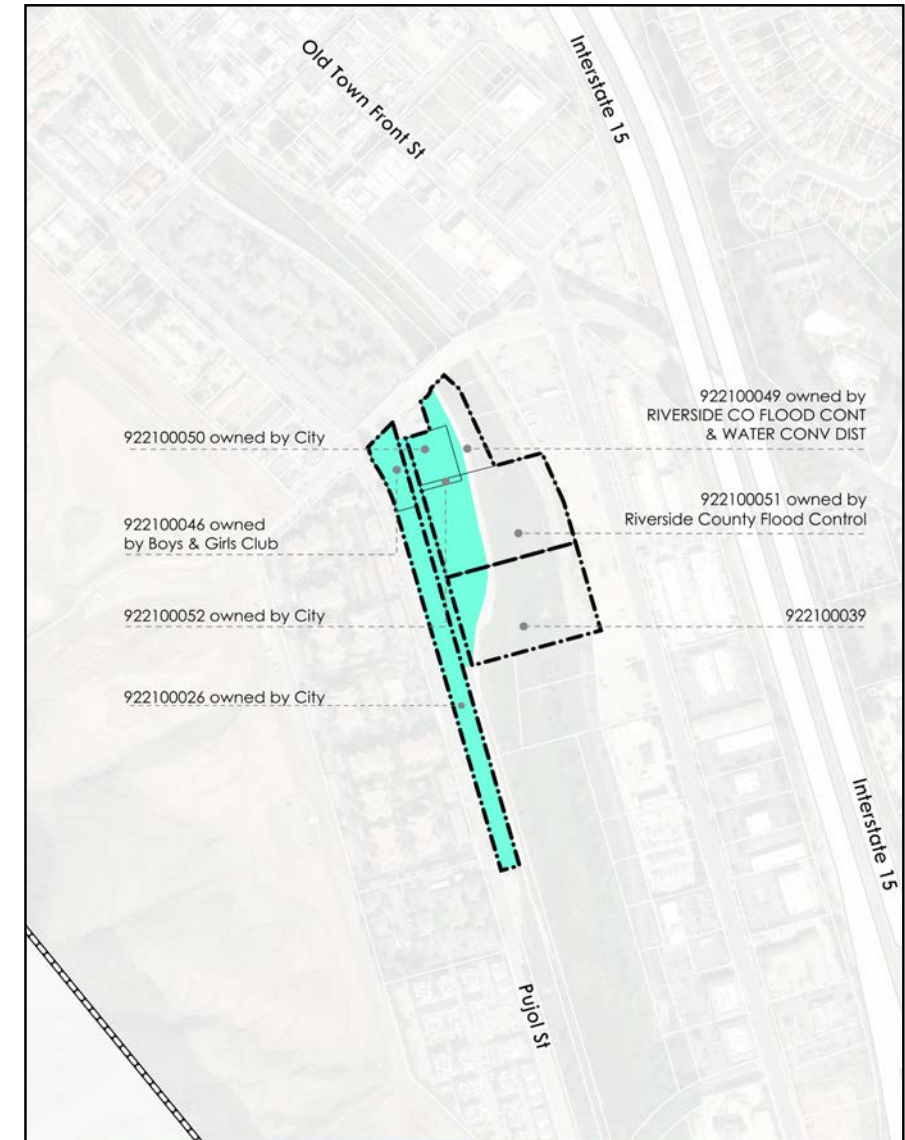 Old Town Front St
Interstate 15
922100049 owned by
RIVERSIDE CO FLOOD CONT
& WATER CONV DIST
922100050 owned by City
922100051 owned by
Riverside County Flood Control
922100046 owned
by Boys & Girls Club
922100052 owned by City
922100039
922100026 owned by City
Interstate 15
Pujol St